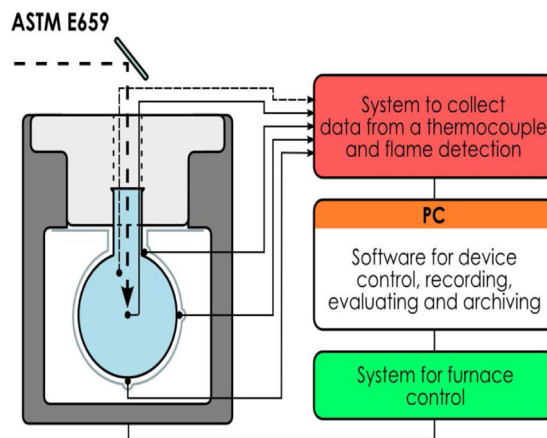 ASTM E659
System to collect
data from a thermocouple
and flame detection
PC
Software for device
control, recording,
evaluating and archiving
System for furnace
control